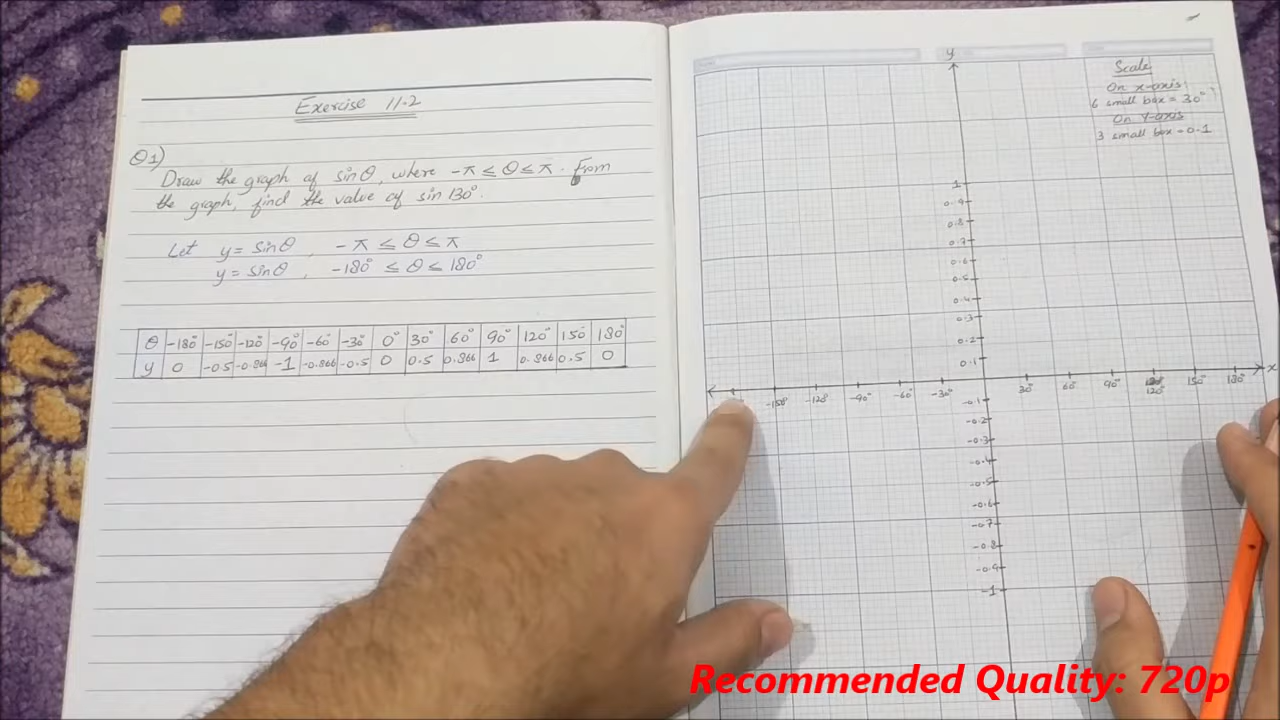 Exercise 11.2
Q1)
Draw the graph of sinθ, where -π ≤ θ ≤ π. From
the graph, find the value of sin 130°.
Let y = sinθ , -π ≤ θ ≤ π
y = sinθ , -180° ≤ θ ≤ 180°
θ -180° -150° -120° -90° -60° -30° 0° 30° 60° 90° 120° 150° 180°
y 0 -0.5 -0.866 -1 -0.866 -0.5 0 0.5 0.866 1 0.866 0.5 0
y
Scale
On x-axis
6 small box = 30°
On Y-axis
3 small box = 0.1
1
0.9
0.8
0.7
0.6
0.5
0.4
0.3
0.2
0.1
x
-150° -120° -90° -60° -30° 30° 60° 90° 120° 150° 180°
-0.1
-0.2
-0.3
-0.4
-0.5
-0.6
-0.7
-0.8
-0.9
-1
Recommended Quality: 720p